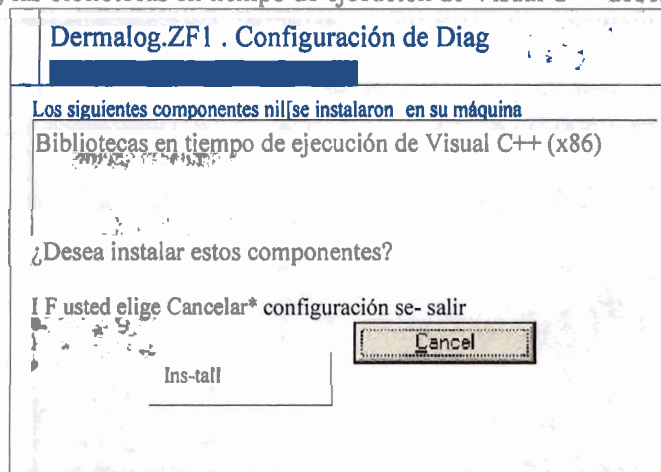 Dermalog.ZF1 . Configuración de Diag
Los siguientes componentes nil[se instalaron en su máquina
Bibliotecas en tiempo de ejecución de Visual C++ (x86)
¿Desea instalar estos componentes?
I F usted elige Cancelar* configuración se- salir
Cancel
Ins-tall